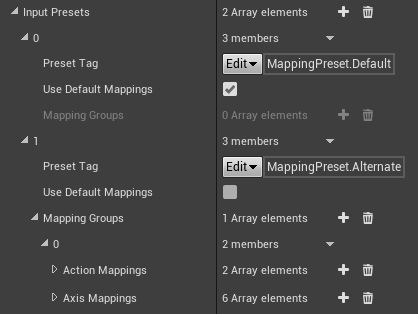 Input Presets 2 Array elements
0 3 members
Preset Tag Edit MappingPreset.Default
Use Default Mappings
Mapping Groups 0 Array elements
1 3 members
Preset Tag Edit MappingPreset.Alternate
Use Default Mappings
Mapping Groups 1 Array elements
0 2 members
Action Mappings 2 Array elements
Axis Mappings 6 Array elements